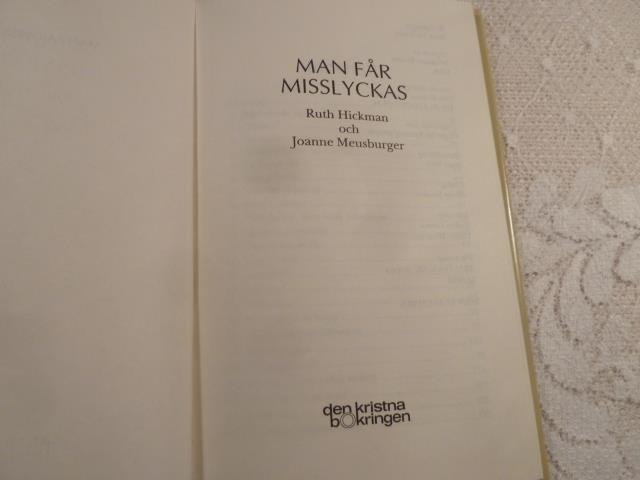 MAN FÅR
MISSLYCKAS
Ruth Hickman
och
Joanne Meusburger
den kristna
bokringen